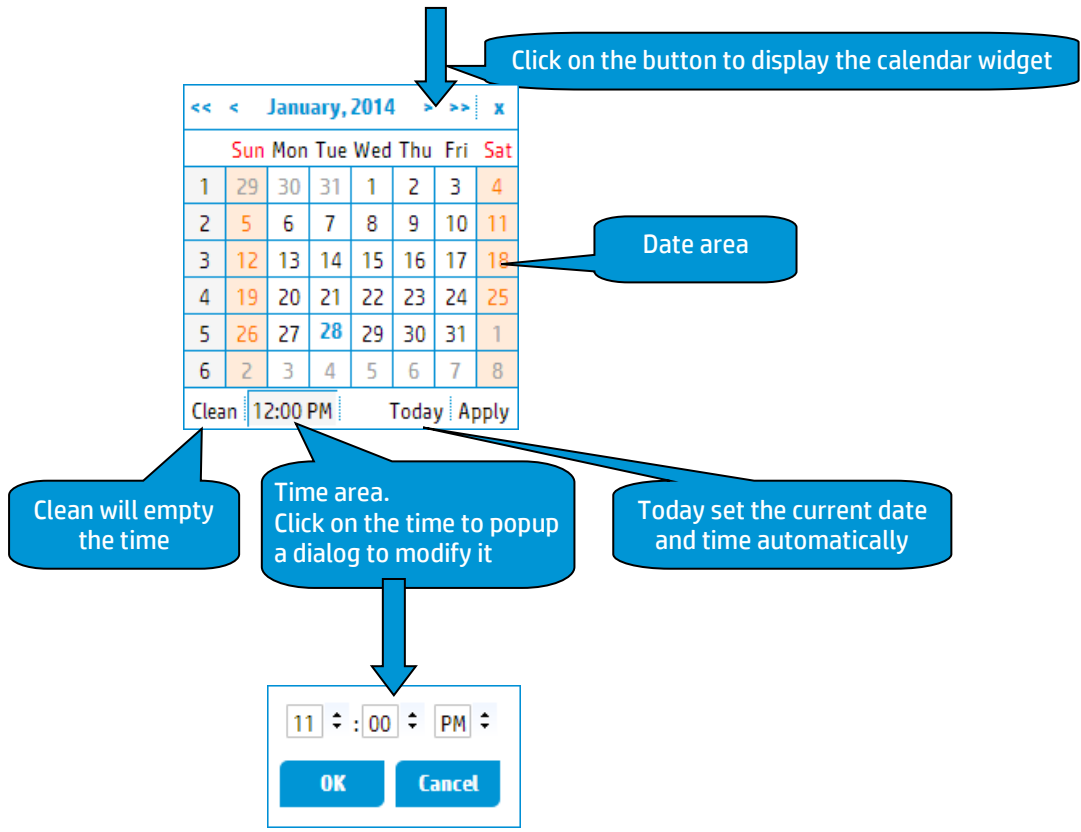 Click on the button to display the calendar widget
<< < January, 2014 > >> x
Sun Mon Tue Wed Thu Fri Sat
1 29 30 31 1 2 3 4
2 5 6 7 8 9 10 11
3 12 13 14 15 16 17 18
4 19 20 21 22 23 24 25
5 26 27 28 29 30 31 1
6 2 3 4 5 6 7 8
Clean 12:00 PM Today Apply
Date area
Clean will empty
the time
Time area.
Click on the time to popup
a dialog to modify it
Today set the current date
and time automatically
11 : 00 PM
OK Cancel